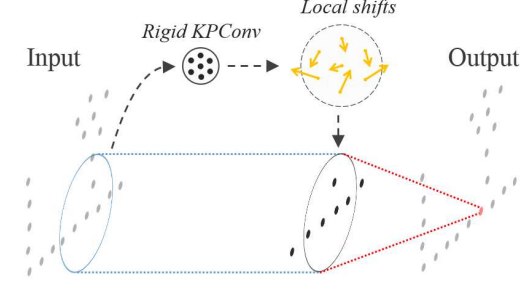 Local shifts
Rigid KPConv
Input
Output